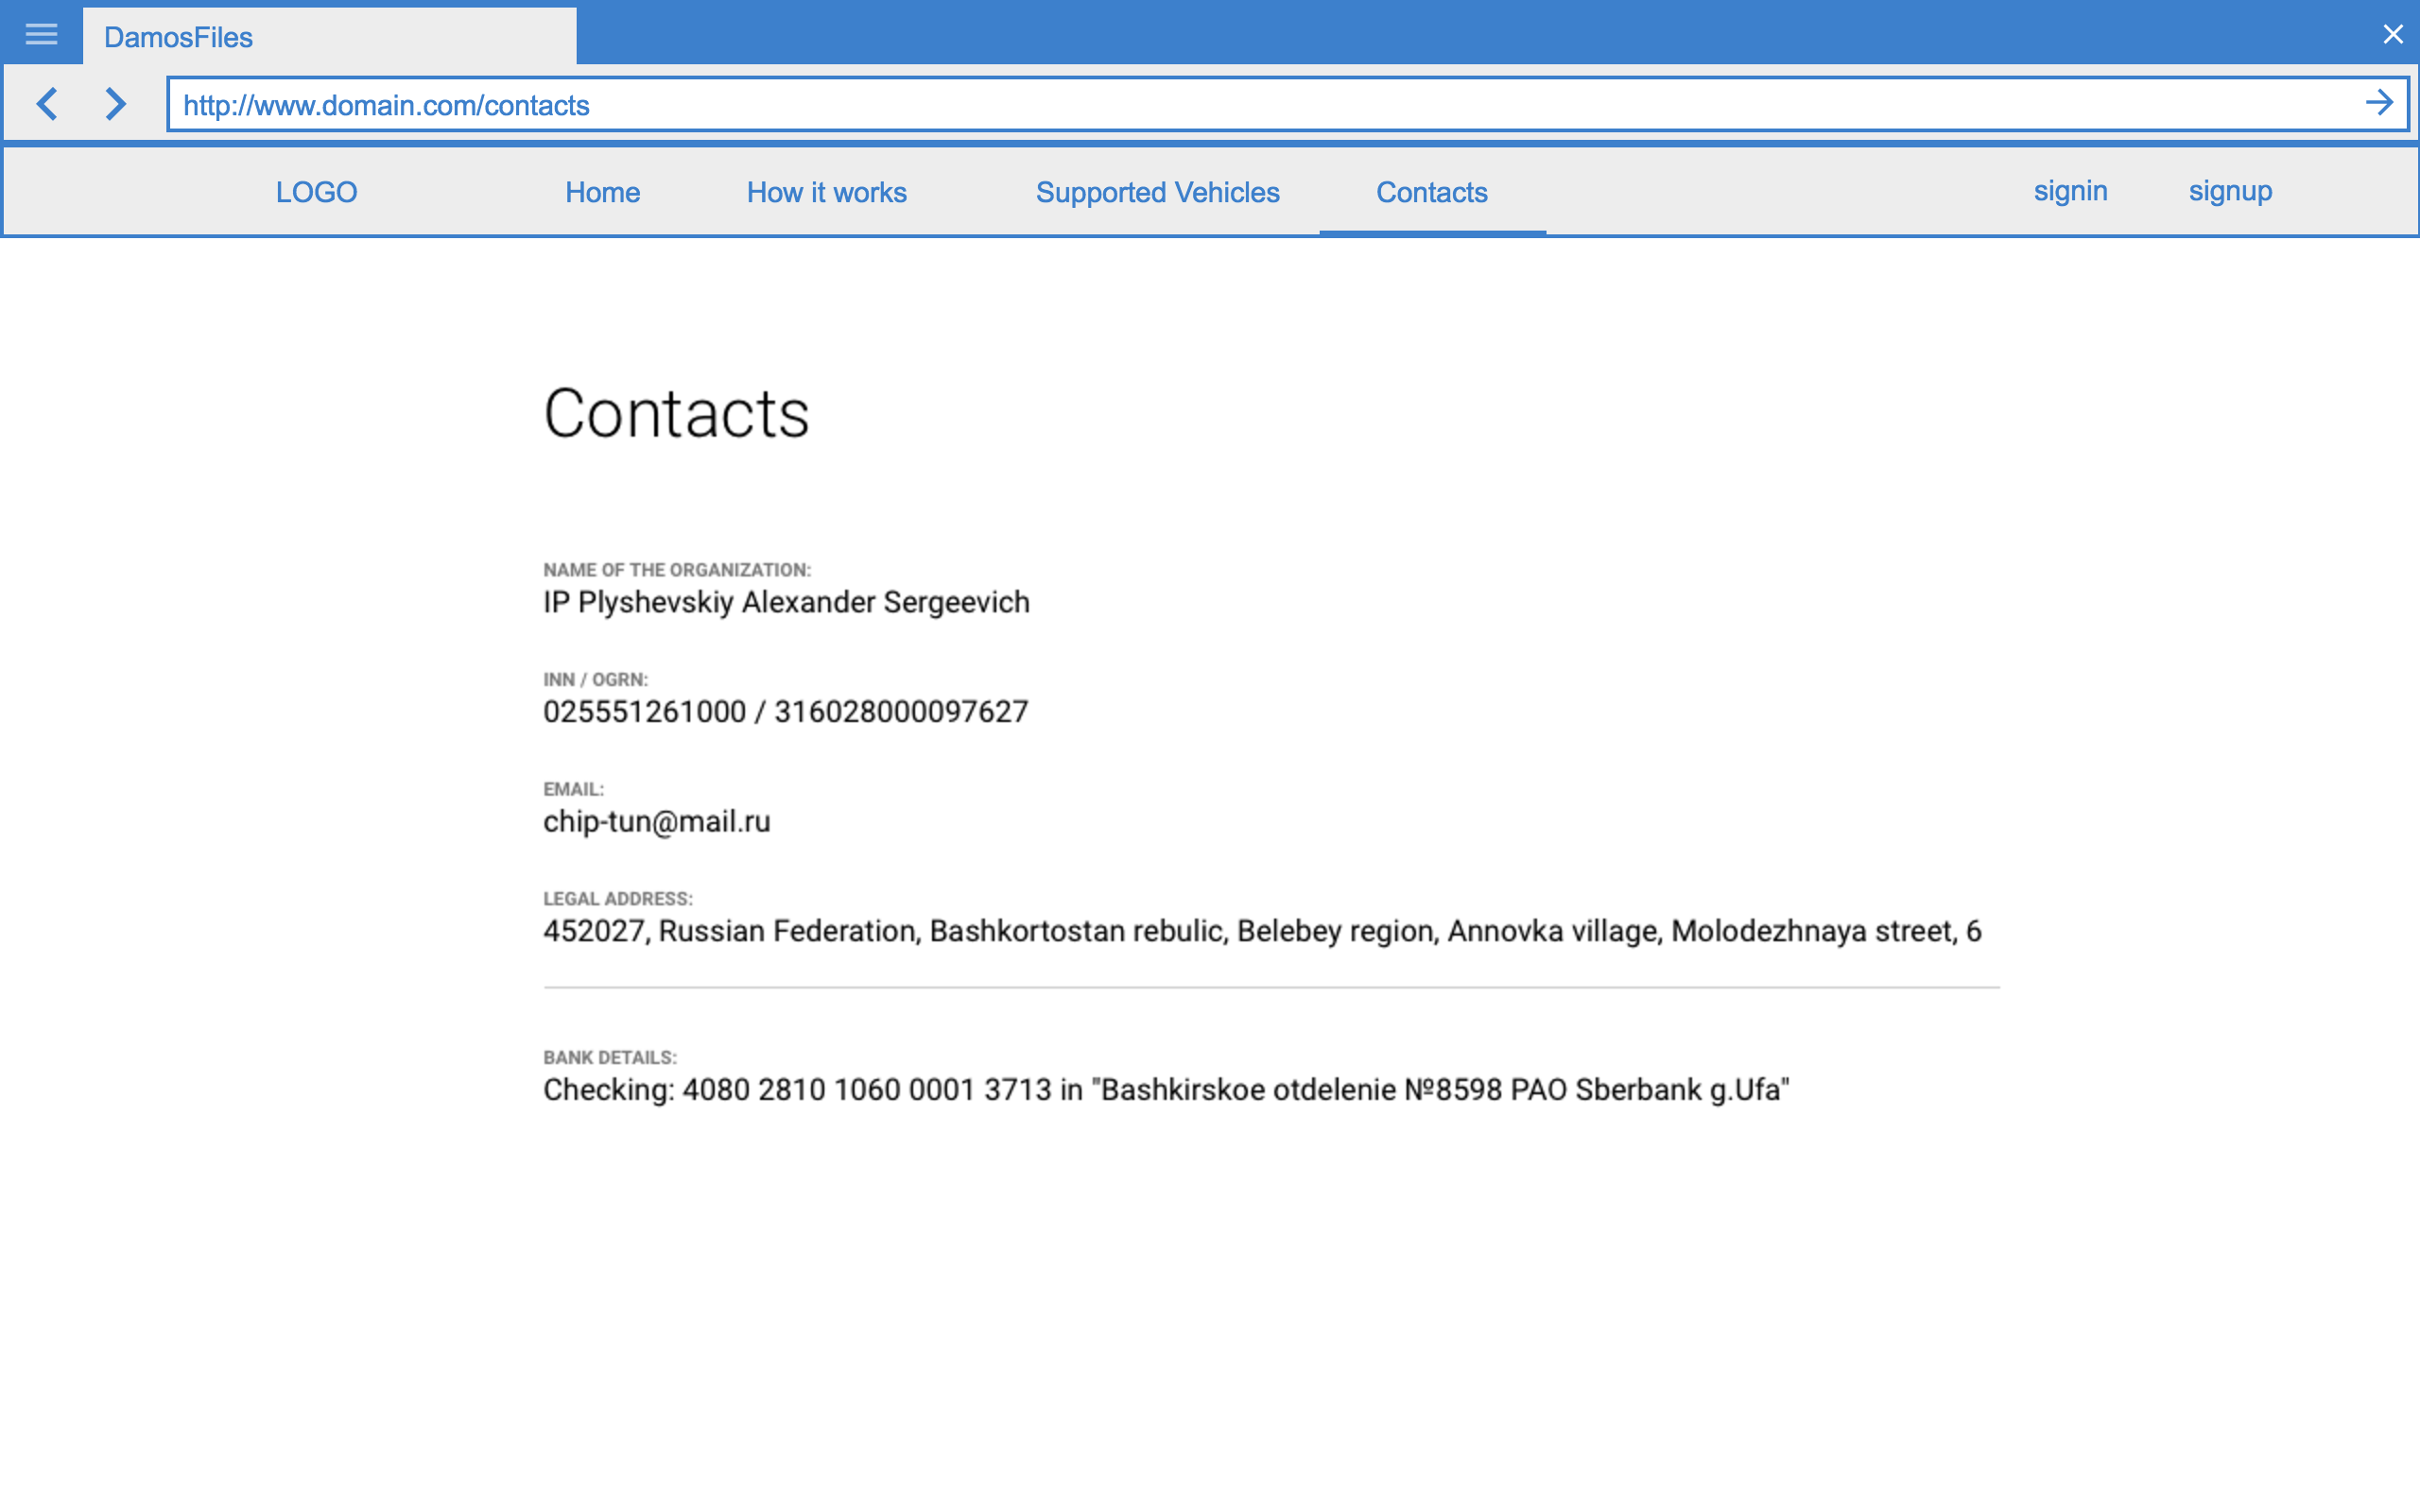 DamosFiles
http://www.domain.com/contacts
LOGO Home How it works Supported Vehicles Contacts signin signup
Contacts
NAME OF THE ORGANIZATION:
IP Plyshevskiy Alexander Sergeevich
INN / OGRN:
025551261000 / 316028000097627
EMAIL:
chip-tun@mail.ru
LEGAL ADDRESS:
452027, Russian Federation, Bashkortostan rebulic, Belebey region, Annovka village, Molodezhnaya street, 6
BANK DETAILS:
Checking: 4080 2810 1060 0001 3713 in "Bashkirskoe otdelenie №8598 PAO Sberbank g.Ufa"